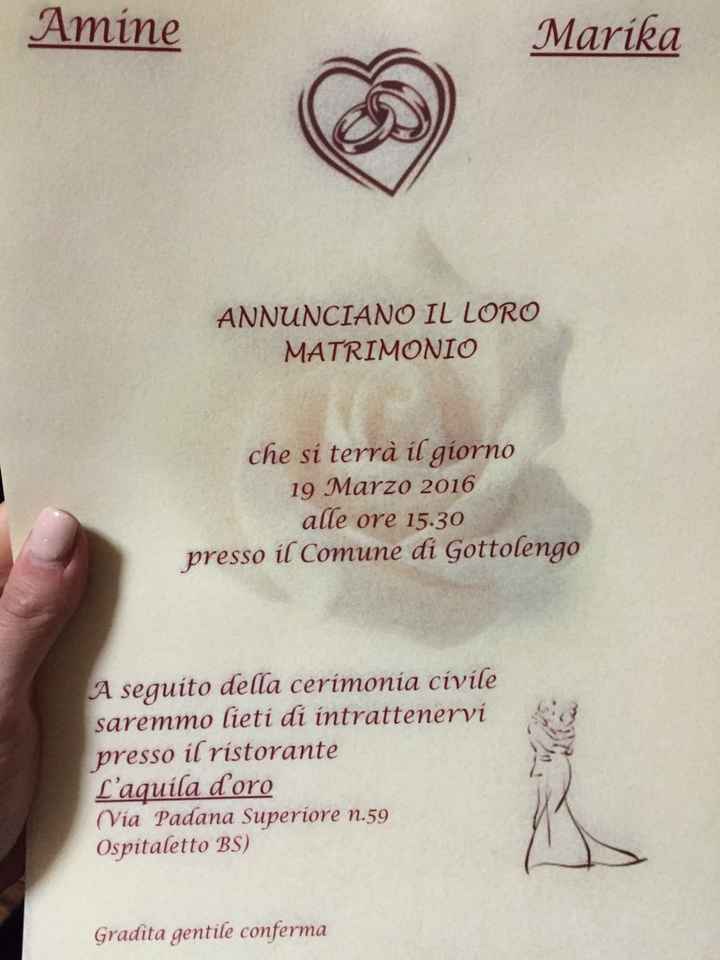 Amine Marika
ANNUNCIANO IL LORO
MATRIMONIO
che si terrà il giorno
19 Marzo 2016
alle ore 15.30
presso il Comune di Gottolengo
A seguito della cerimonia civile
saremmo lieti di intrattenervi
presso il ristorante
L'aquila d'oro
(Via Padana Superiore n.59
Ospitaletto BS)
Gradita gentile conferma